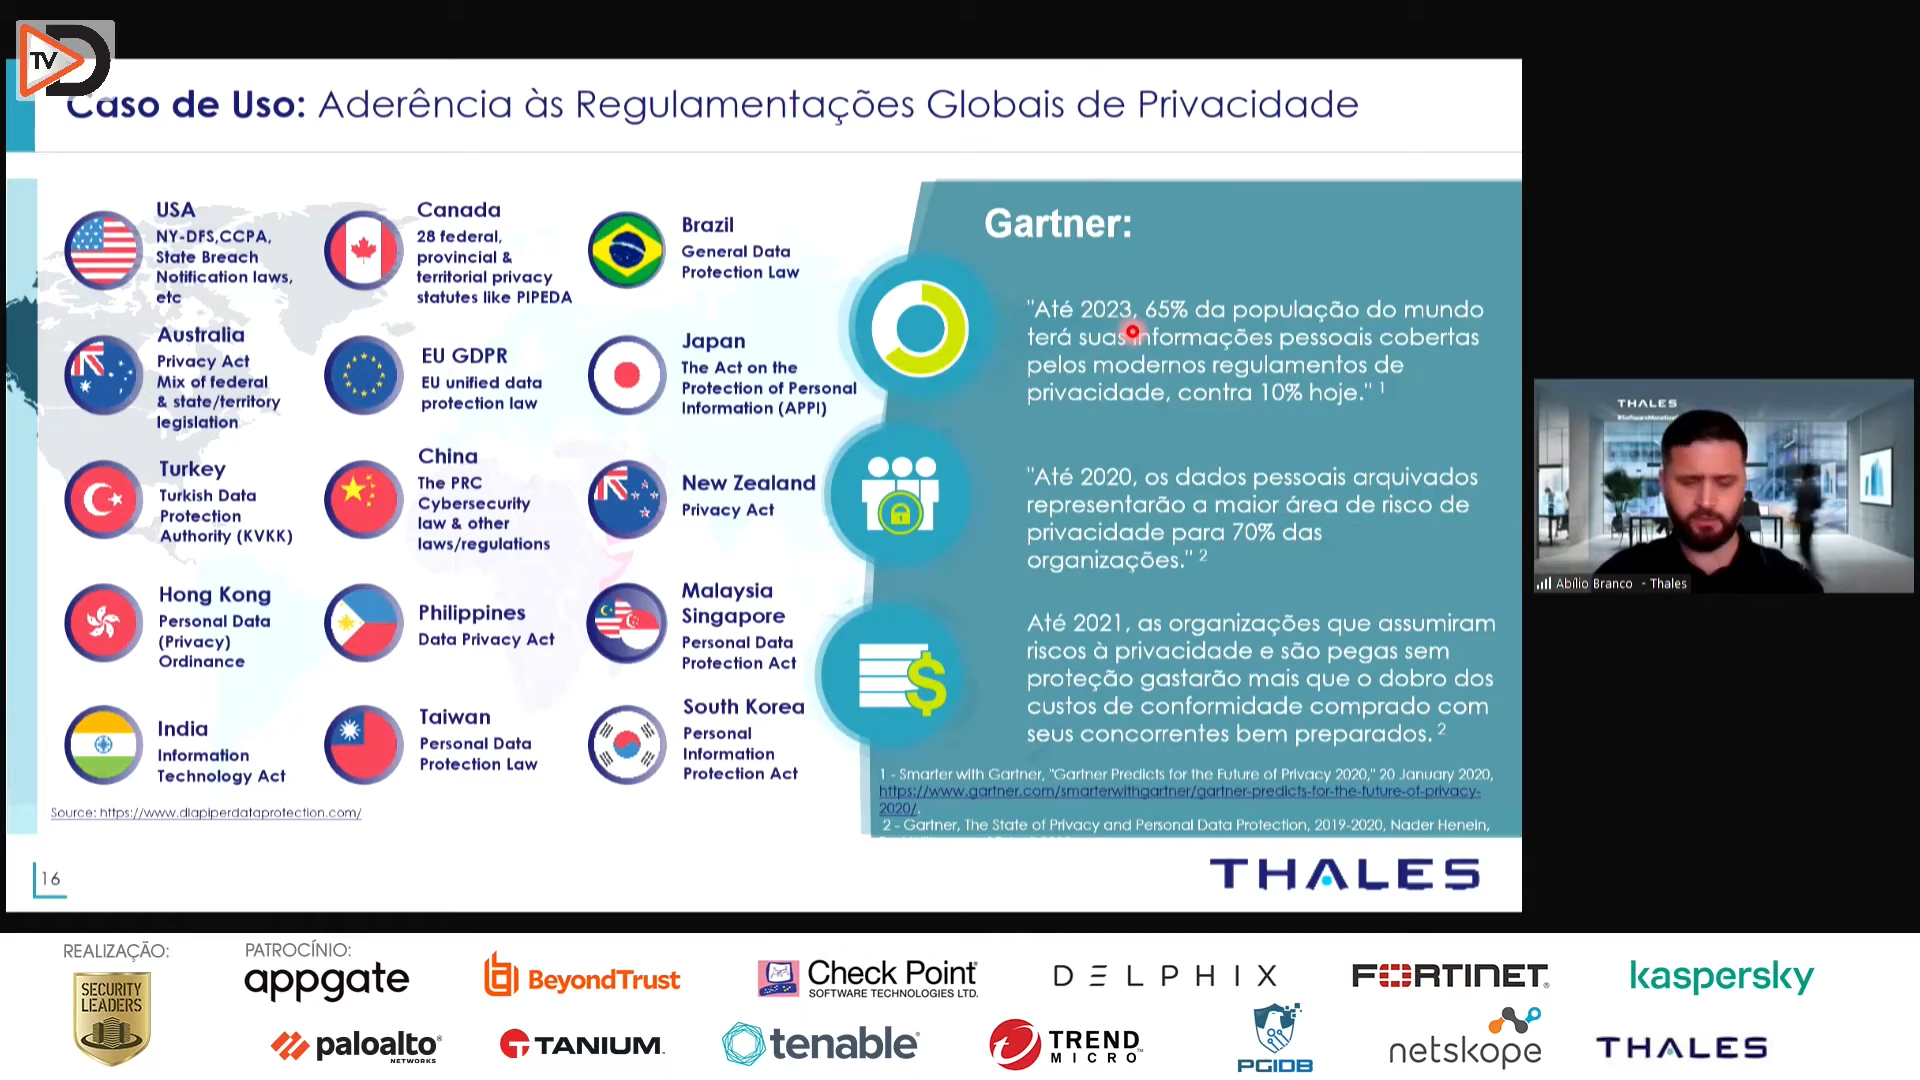 TV D
Caso de Uso: Aderência às Regulamentações Globais de Privacidade
USA
NY-DFS,CCPA,
State Breach
Notification laws,
etc
Canada
28 federal,
provincial &
territorial privacy
statutes like PIPEDA
Brazil
General Data
Protection Law
Australia
Privacy Act
Mix of federal
& state/territory
legislation
EU GDPR
EU unified data
protection law
Japan
The Act on the
Protection of Personal
Information (APPI)
Turkey
Turkish Data
Protection
Authority (KVKK)
China
The PRC
Cybersecurity
law & other
laws/regulations
New Zealand
Privacy Act
Hong Kong
Personal Data
(Privacy)
Ordinance
Philippines
Data Privacy Act
Malaysia
Singapore
Personal Data
Protection Act
India
Information
Technology Act
Taiwan
Personal Data
Protection Law
South Korea
Personal
Information
Protection Act
Source: https://www.dlapiperdataprotection.com/
Gartner:
"Até 2023, 65% da população do mundo
terá suas informações pessoais cobertas
pelos modernos regulamentos de
privacidade, contra 10% hoje." 1
"Até 2020, os dados pessoais arquivados
representarão a maior área de risco de
privacidade para 70% das
organizações." 2
Até 2021, as organizações que assumiram
riscos à privacidade e são pegas sem
proteção gastarão mais que o dobro dos
custos de conformidade comprado com
seus concorrentes bem preparados. 2
1 - Smarter with Gartner, "Gartner Predicts for the Future of Privacy 2020," 20 January 2020,
https://www.gartner.com/smarterwithgartner/gartner-predicts-for-the-future-of-privacy-
2020/.
2 - Gartner, The State of Privacy and Personal Data Protection, 2019-2020, Nader Henein,
16
THALES
THALES
Abílio Branco - Thales
REALIZAÇÃO:
SECURITY
LEADERS
PATROCÍNIO:
appgate
BeyondTrust
Check Point
SOFTWARE TECHNOLOGIES LTD.
DELPHIX
FORTINET
kaspersky
paloalto
NETWORKS
TANIUM
tenable
TREND
MICRO
PGIDB
netskope
THALES